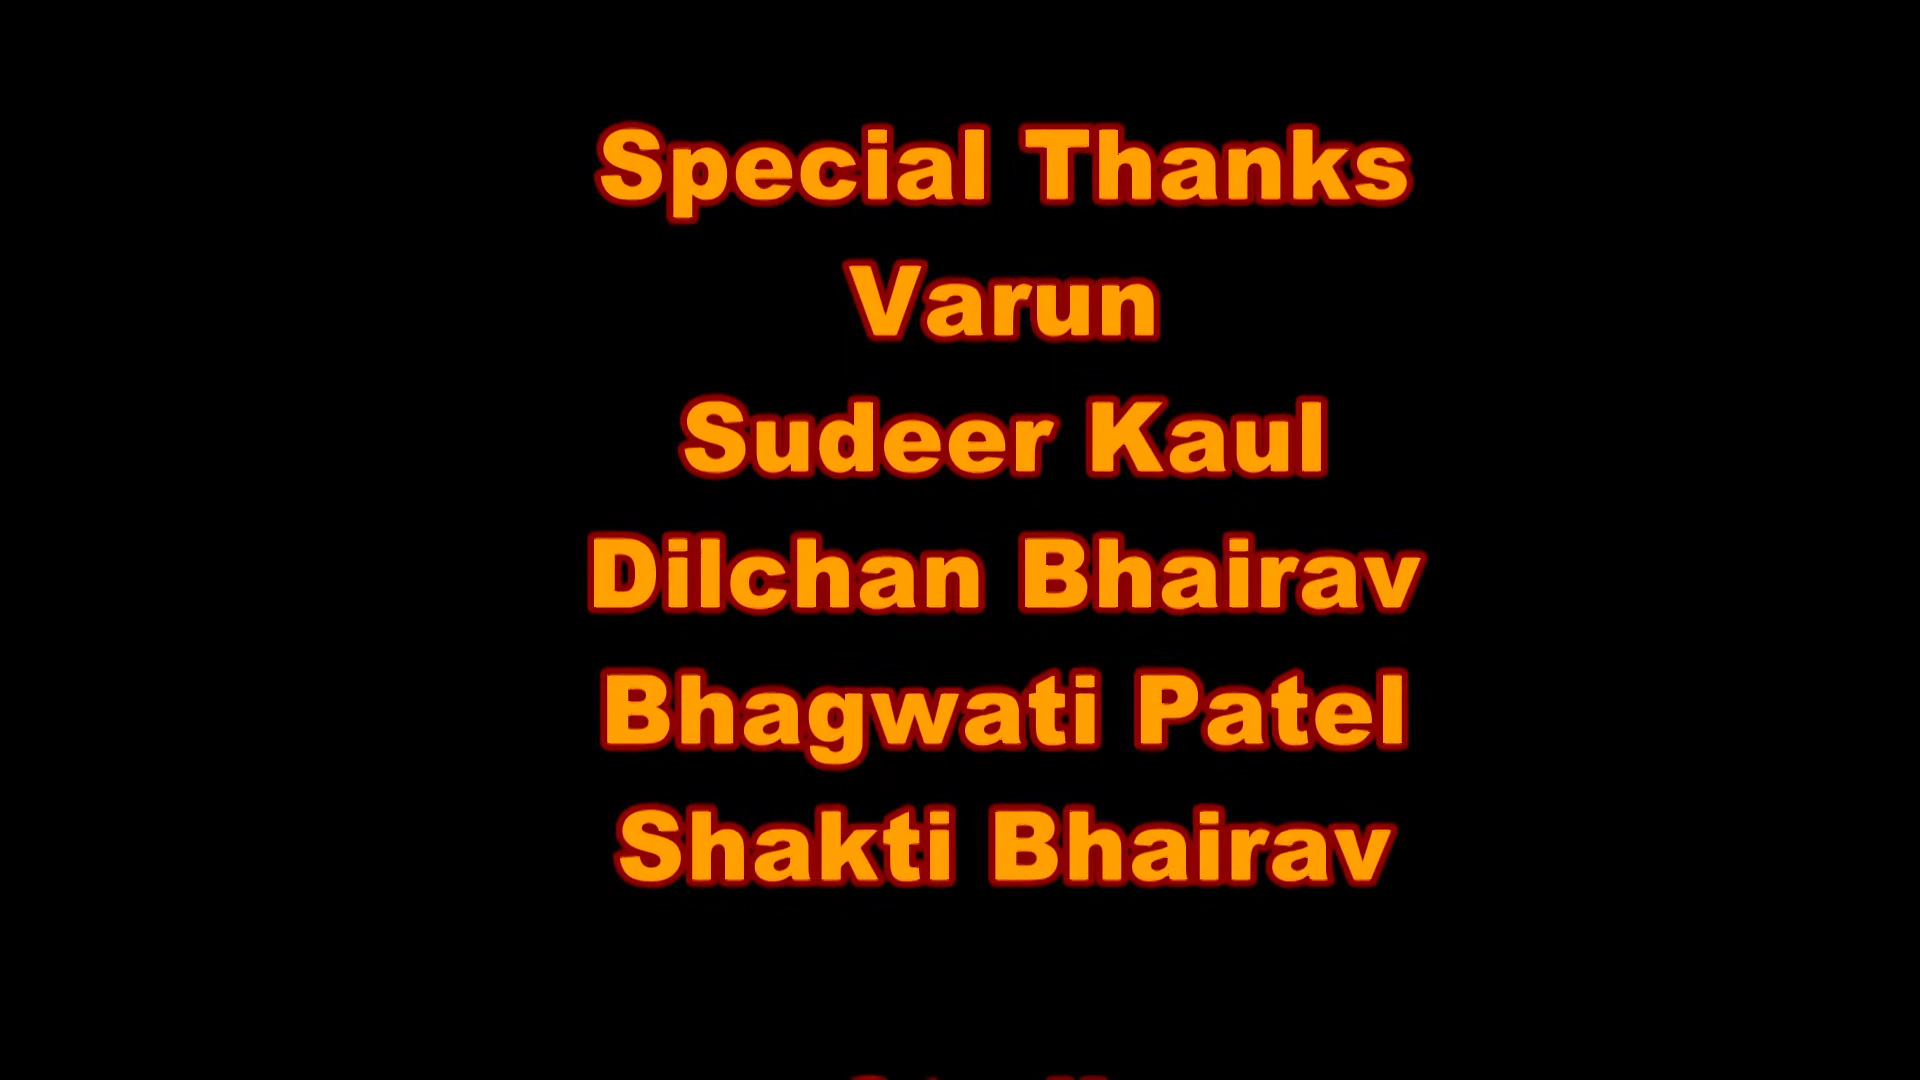 Special Thanks
Varun
Sudeer Kaul
Dilchan Bhairav
Bhagwati Patel
Shakti Bhairav